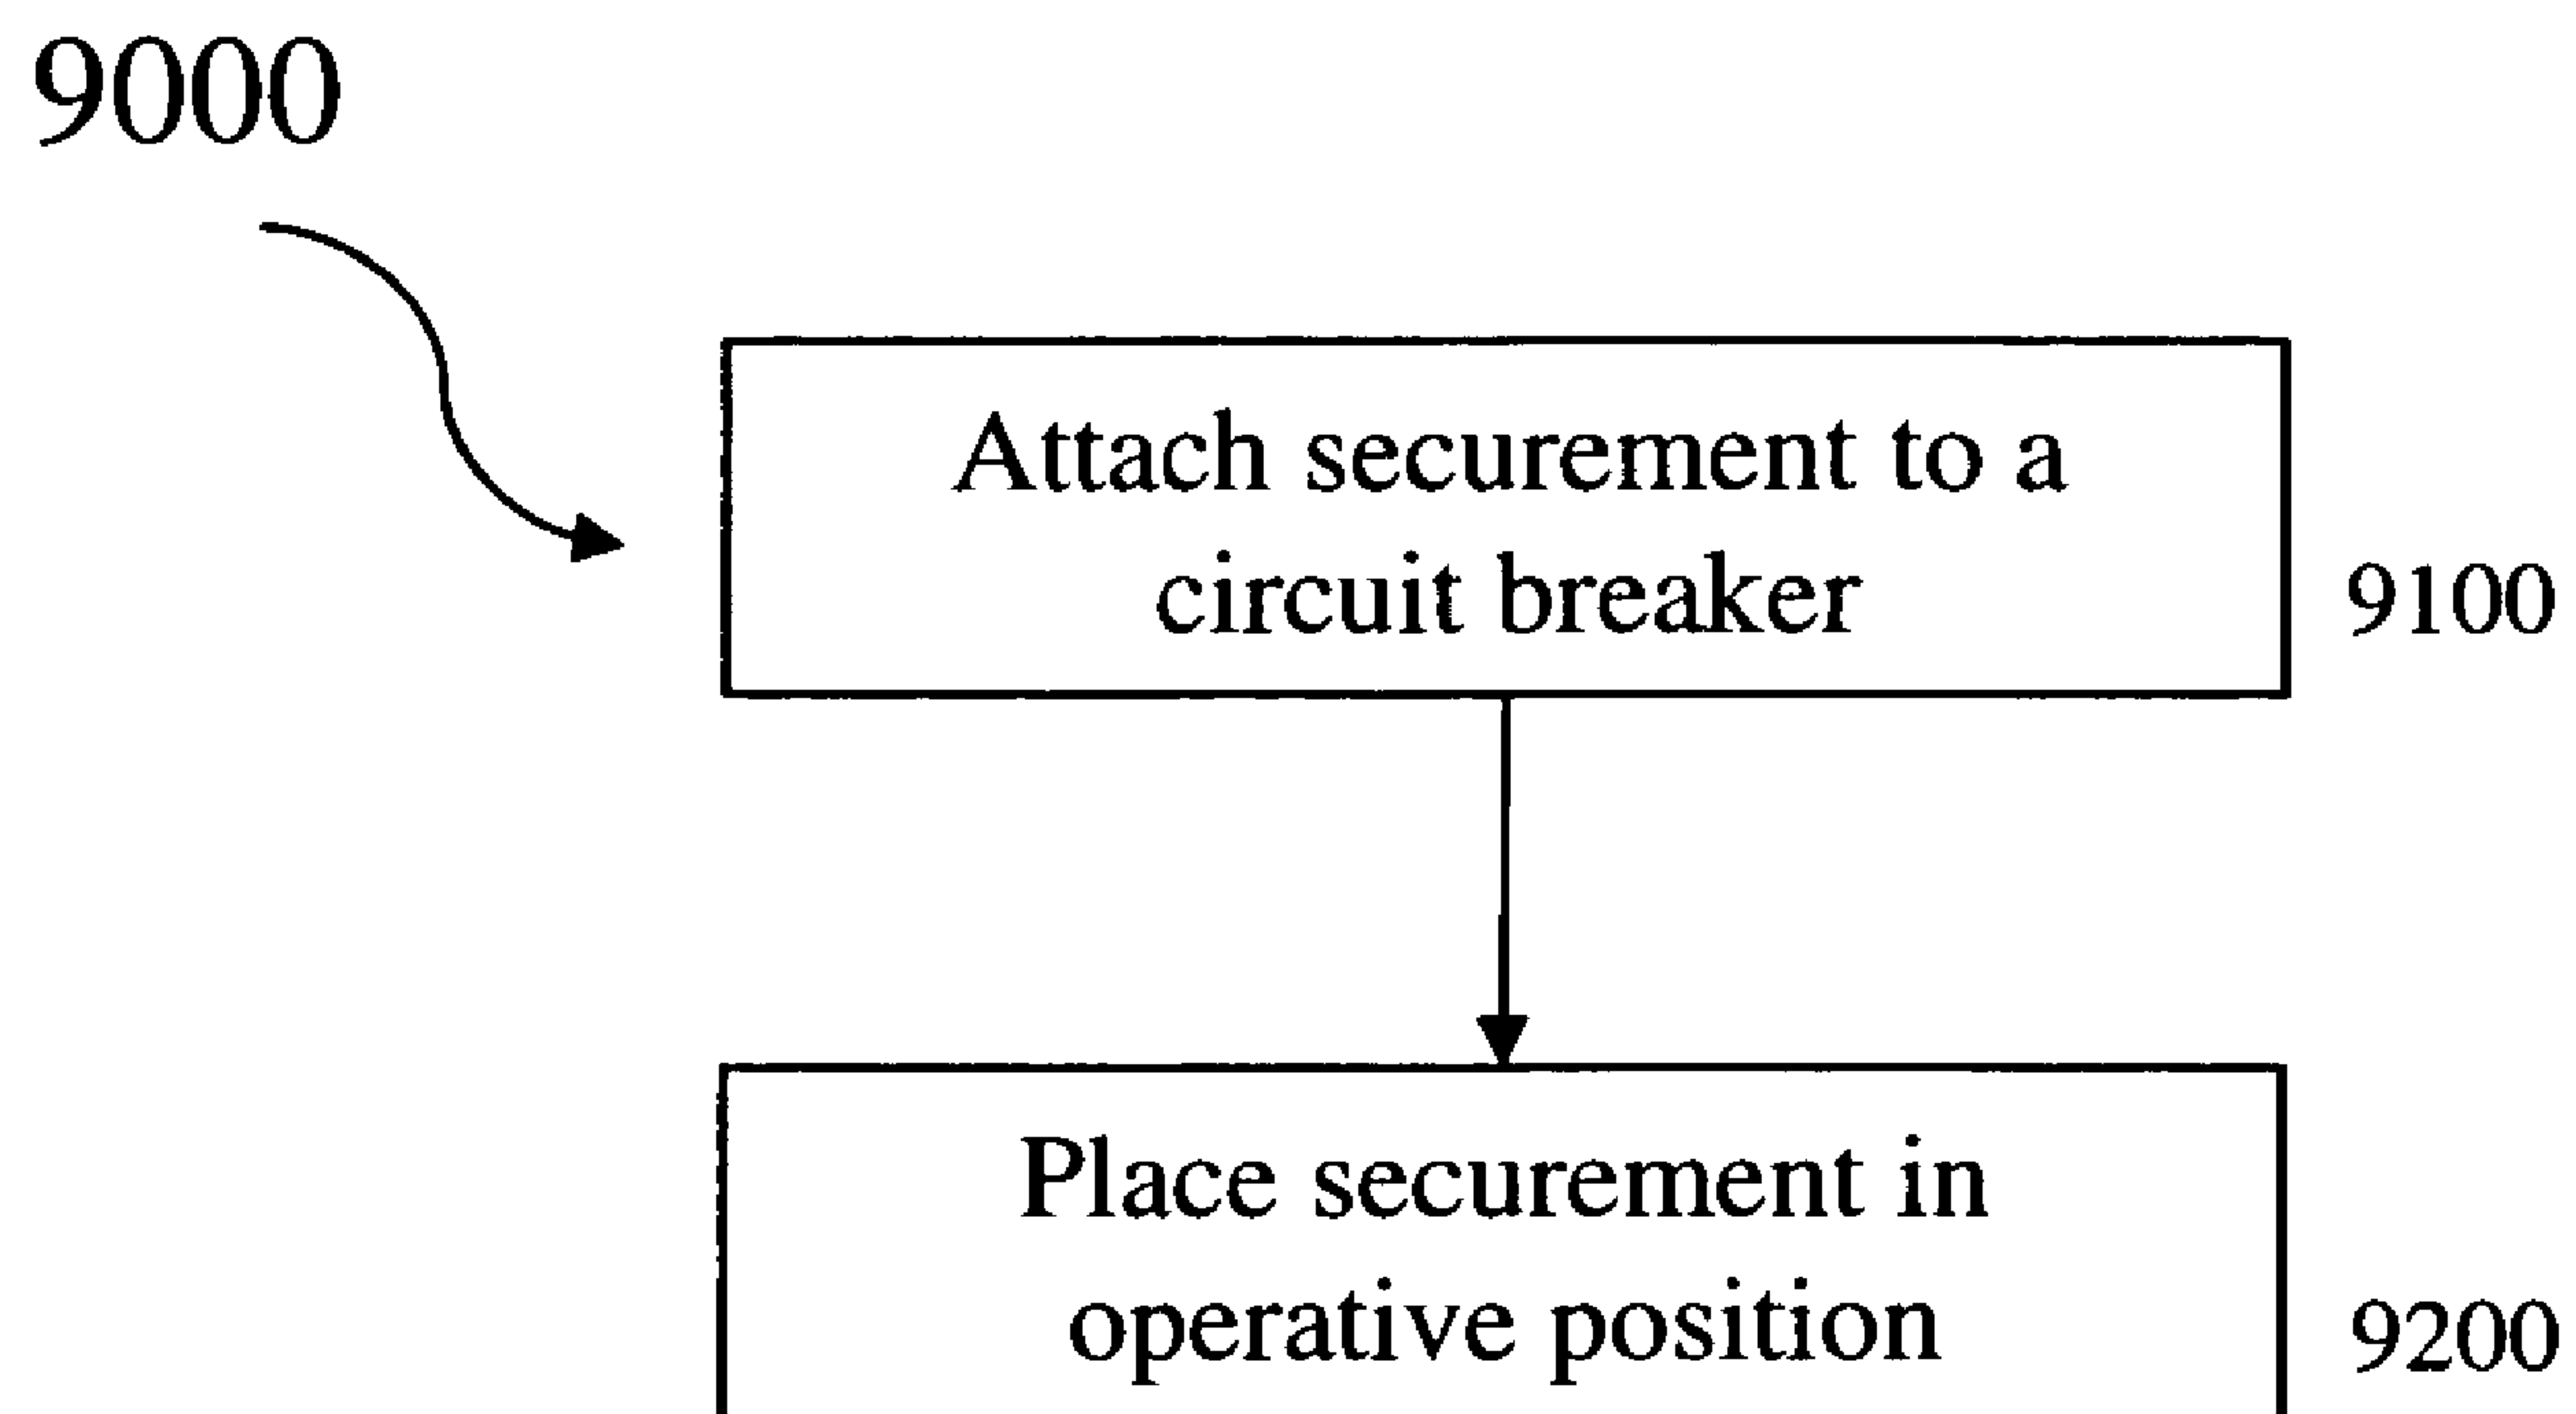 9000
Attach securement to a
circuit breaker
9100
Place securement in
operative position
9200